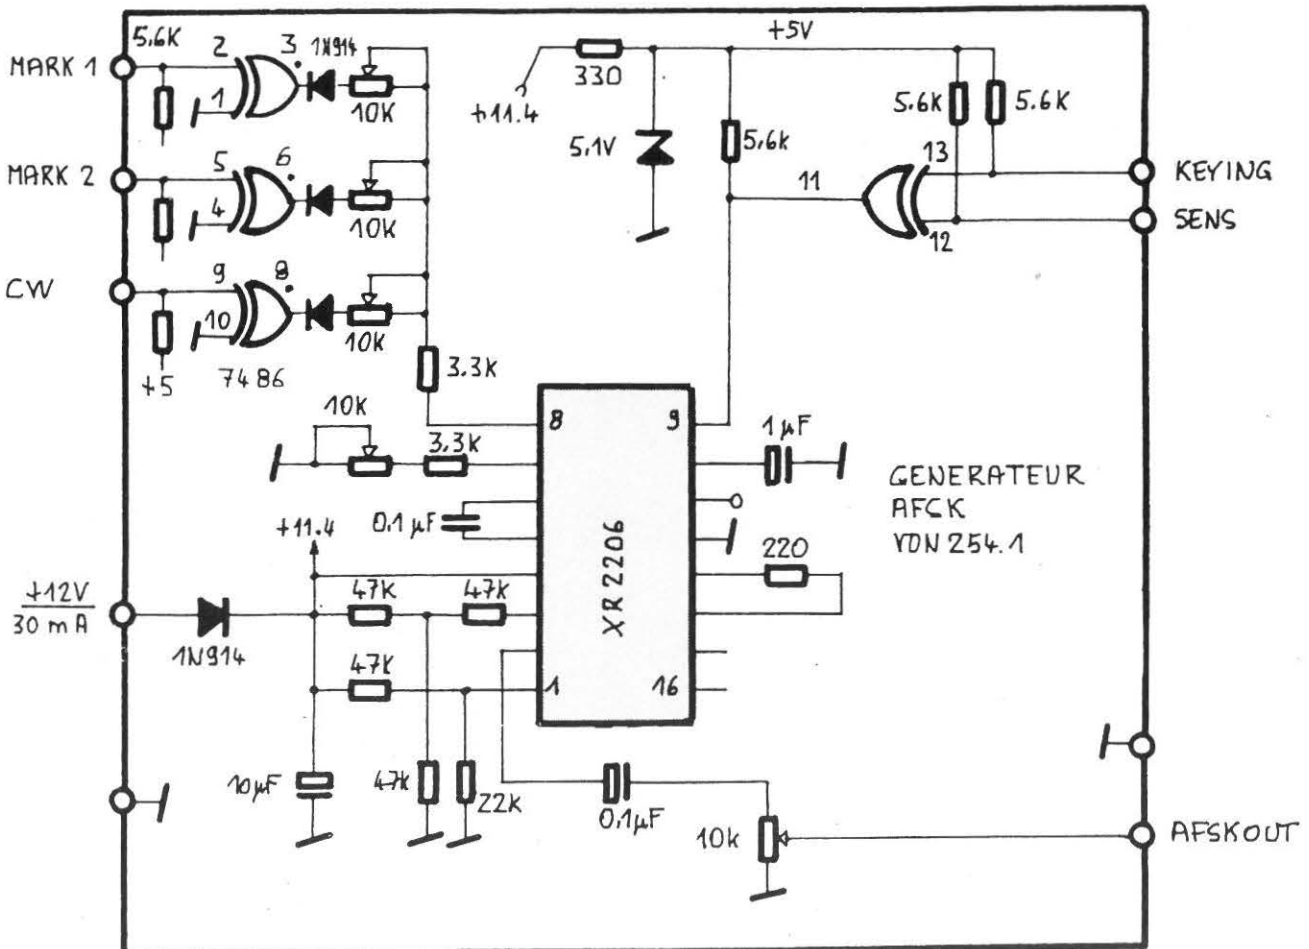 5.6K
MARK 1
2
3
1N914
1
10K
MARK 2
5
6
4
10K
CW
9
8
10
10K
+5
7486
3.3K
+11.4
330
+5V
5.1V
5.6K
5.6K
5.6K
11
13
12
KEYING
SENS
10K
3.3K
8
9
1µF
0.1µF
XR2206
GENERATEUR
AFCK
VON 254.1
+11.4
220
+12V
30 mA
1N914
47K
47K
47K
1
16
10µF
47K
22K
0.1µF
10K
AFSKOUT